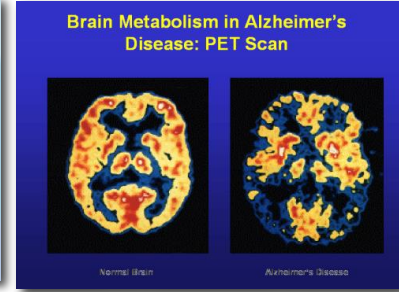 Brain Metabolism in Alzheimer's
Disease: PET Scan
Normal Brain
Alzheimer's Disease